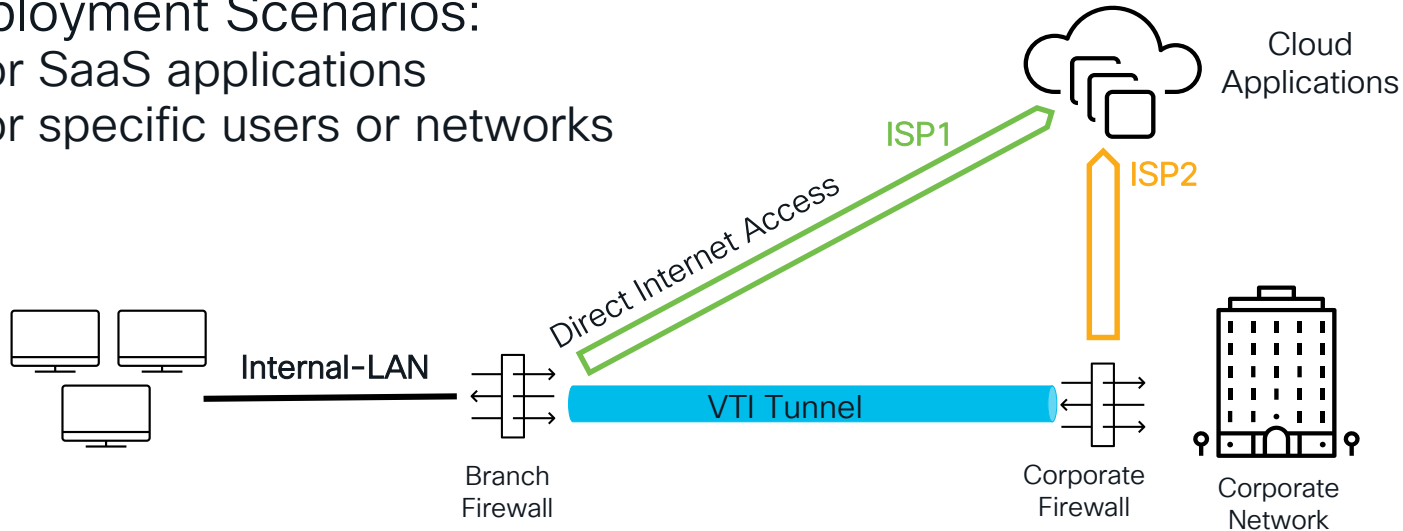 ployment Scenarios:
or SaaS applications
or specific users or networks
Cloud
Applications
ISP1
ISP2
Direct Internet Access
Internal-LAN
VTI Tunnel
Branch
Firewall
Corporate
Firewall
Corporate
Network